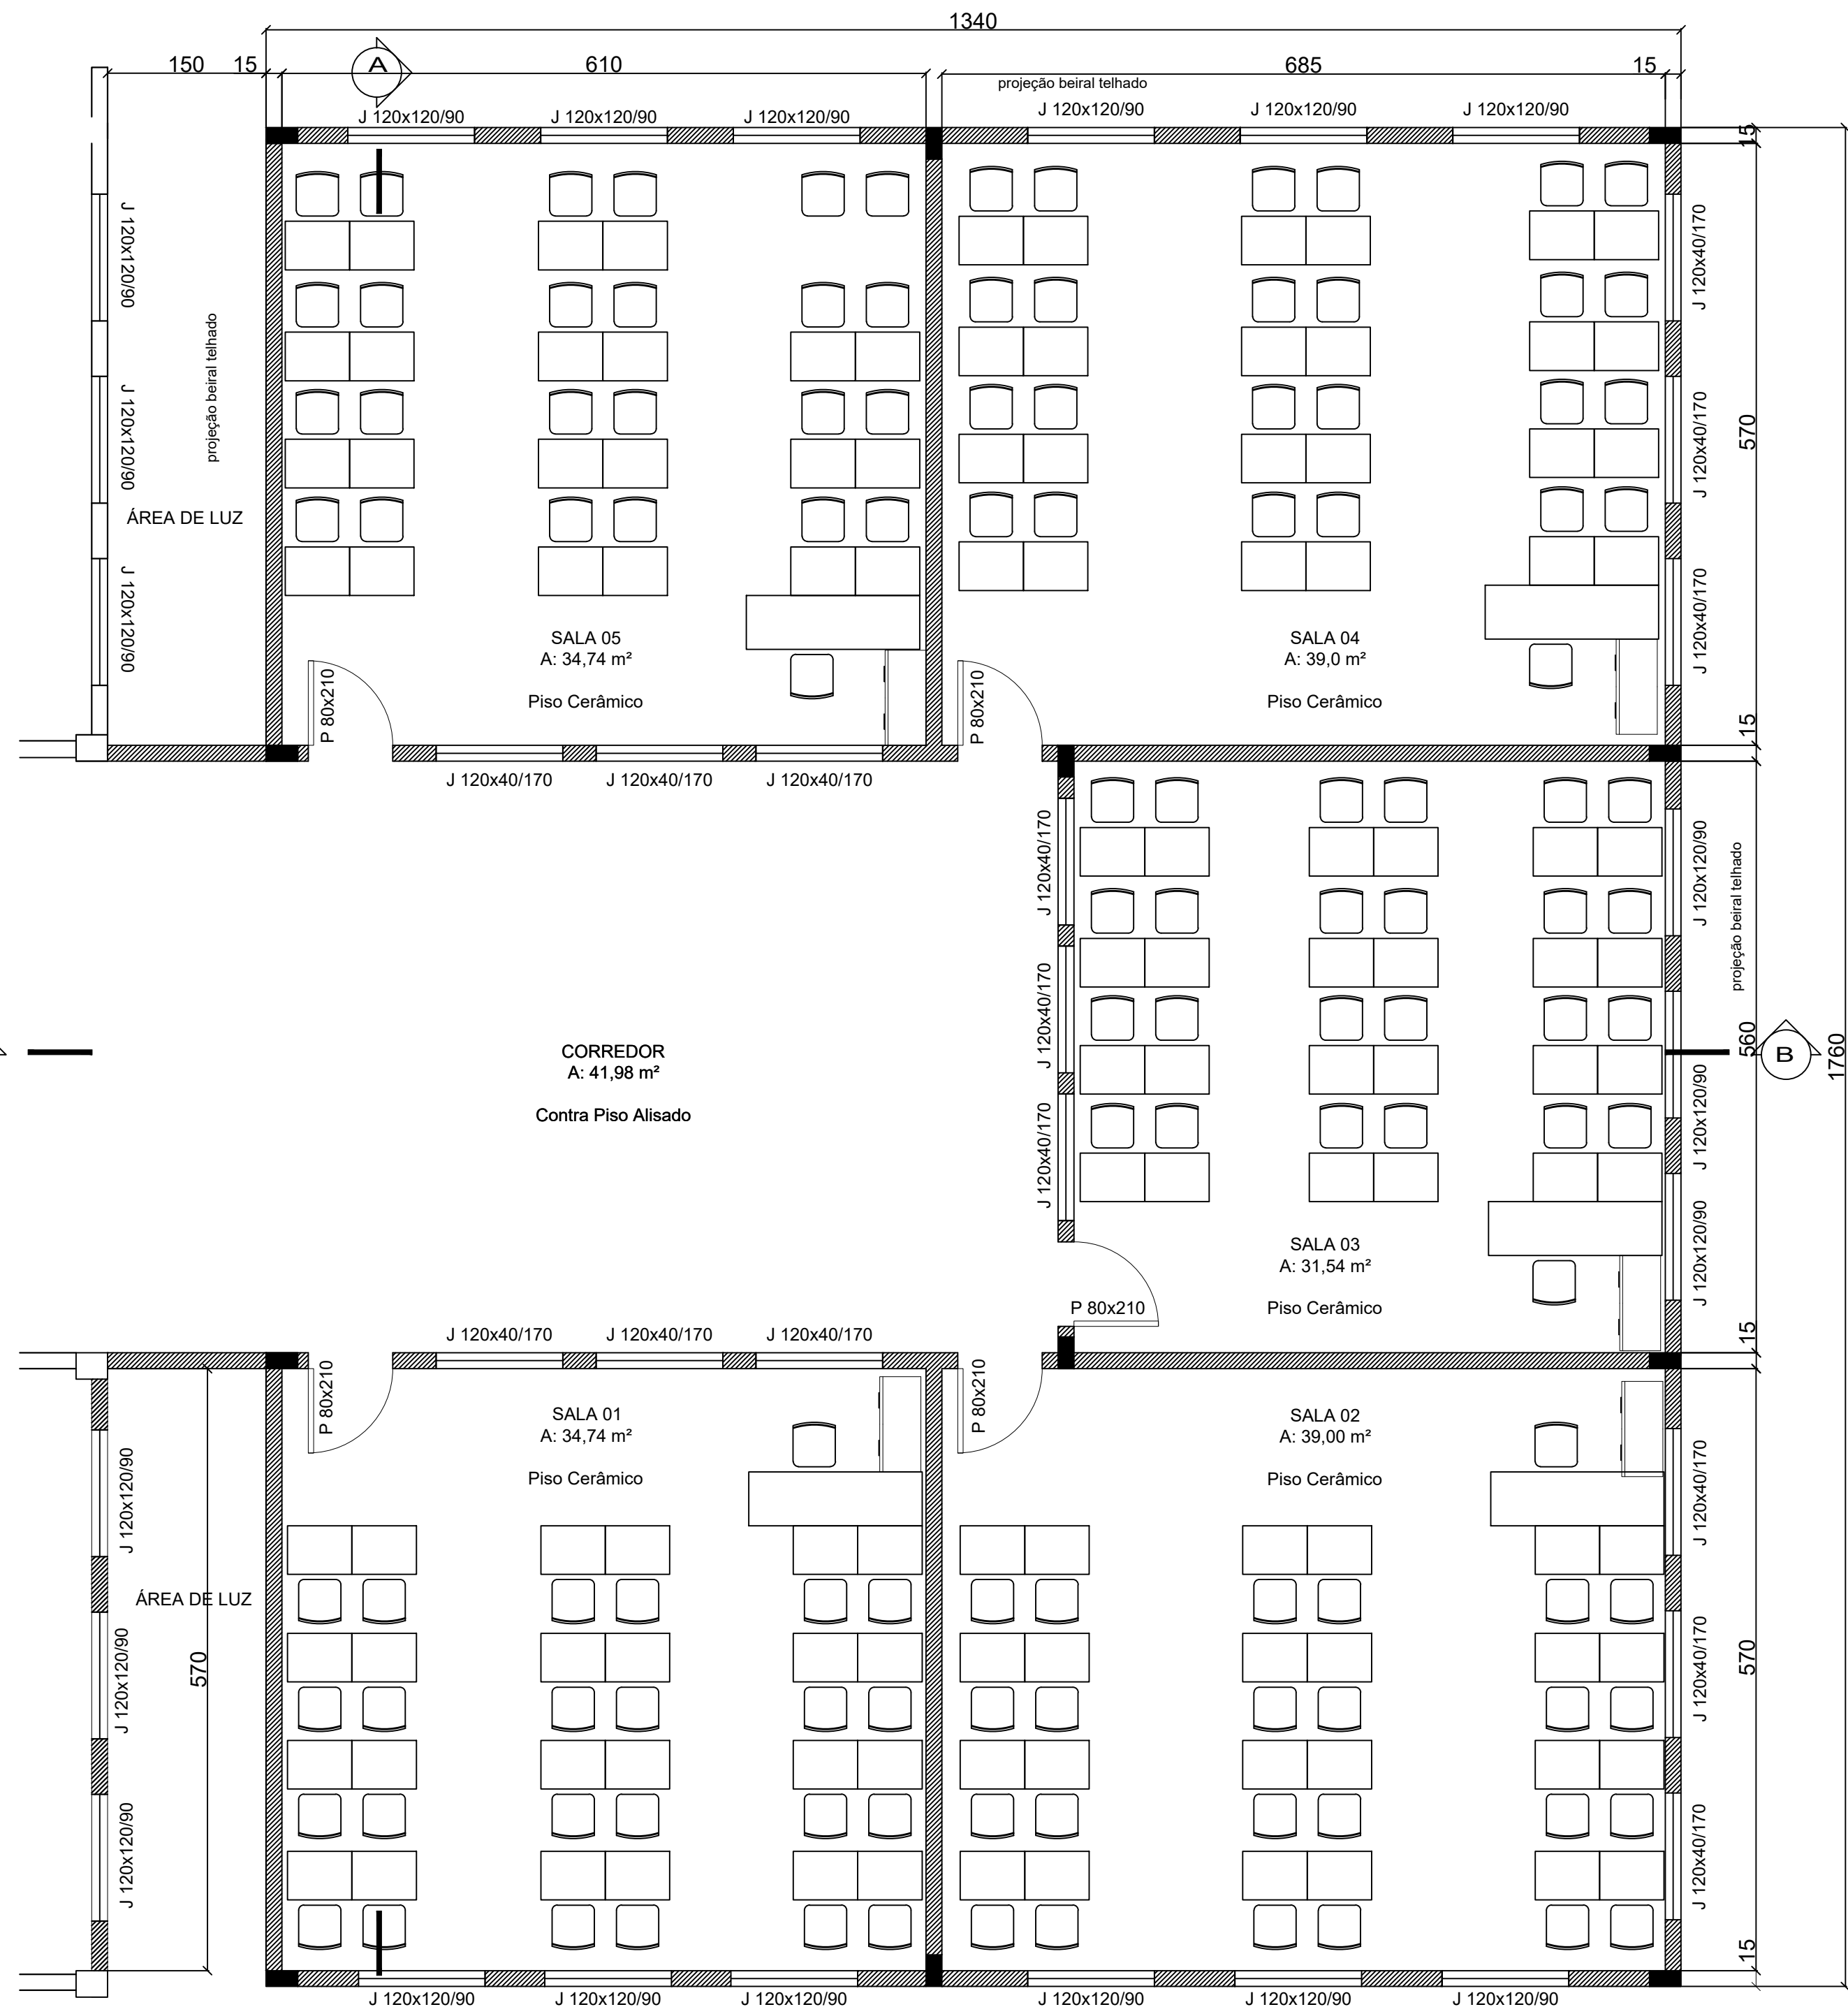 1340
150
15
A
610
685
15
projeção beiral telhado
J 120x120/90
J 120x120/90
J 120x120/90
J 120x120/90
J 120x120/90
J 120x120/90
15
J 120x120/90
J 120x120/90
J 120x120/90
projeção beiral telhado
ÁREA DE LUZ
J 120x40/170
J 120x40/170
J 120x40/170
570
15
SALA 05
A: 34,74 m²
Piso Cerâmico
P 80x210
SALA 04
A: 39,0 m²
Piso Cerâmico
P 80x210
J 120x40/170
J 120x40/170
J 120x40/170
J 120x40/170
J 120x40/170
J 120x40/170
J 120x120/90
J 120x120/90
J 120x120/90
projeção beiral telhado
560
B
1760
CORREDOR
A: 41,98 m²
Contra Piso Alisado
SALA 03
A: 31,54 m²
Piso Cerâmico
P 80x210
15
J 120x40/170
J 120x40/170
J 120x40/170
P 80x210
SALA 01
A: 34,74 m²
Piso Cerâmico
P 80x210
SALA 02
A: 39,00 m²
Piso Cerâmico
J 120x120/90
J 120x120/90
J 120x120/90
ÁREA DE LUZ
570
J 120x40/170
J 120x40/170
J 120x40/170
570
15
J 120x120/90
J 120x120/90
J 120x120/90
J 120x120/90
J 120x120/90
J 120x120/90